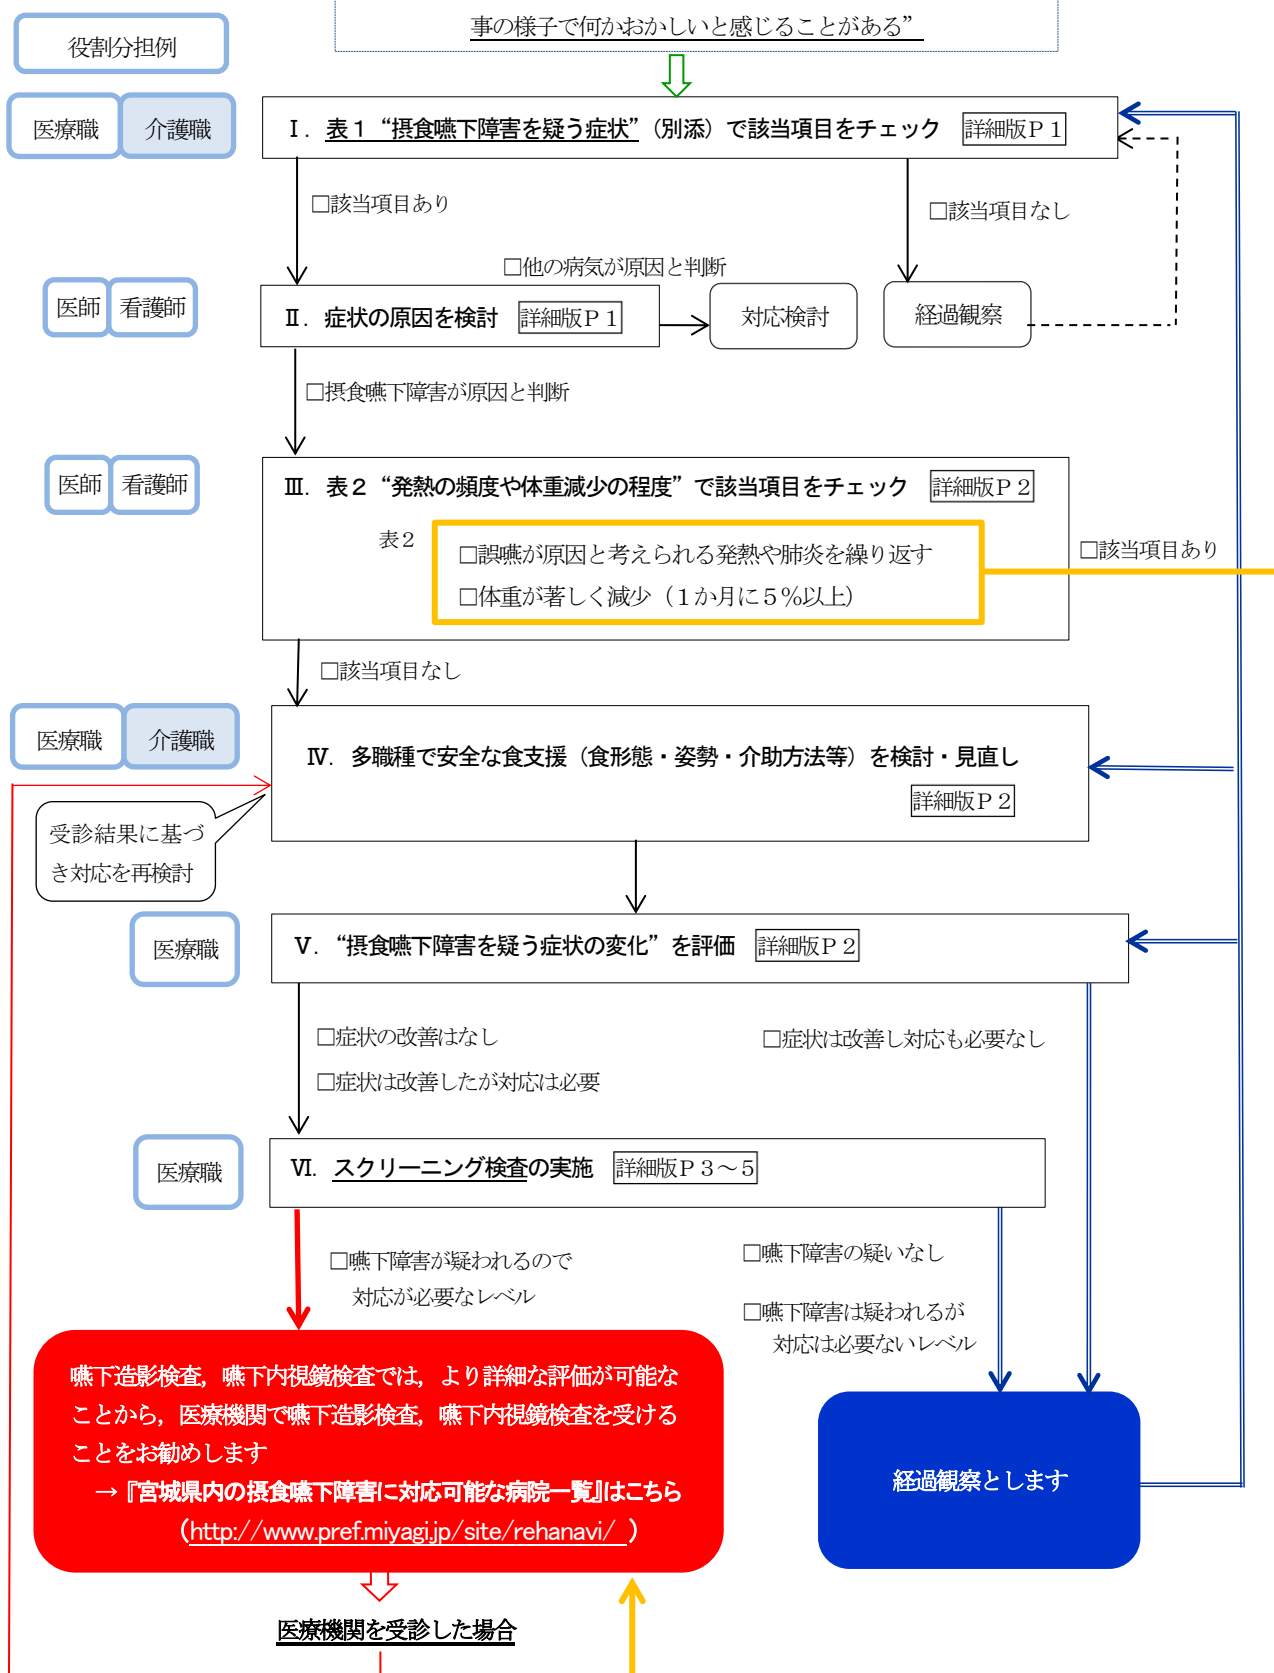 事の様子で何かおかしいと感じることがある”
役割分担例
医療職 介護職
Ⅰ．表１“摂食嚥下障害を疑う症状”（別添）で該当項目をチェック 詳細版Ｐ１
□該当項目あり
□該当項目なし
□他の病気が原因と判断
医師 看護師
Ⅱ．症状の原因を検討 詳細版Ｐ１
対応検討
経過観察
□摂食嚥下障害が原因と判断
医師 看護師
Ⅲ．表２“発熱の頻度や体重減少の程度”で該当項目をチェック 詳細版Ｐ２
表２
□誤嚥が原因と考えられる発熱や肺炎を繰り返す
□体重が著しく減少（１か月に５％以上）
□該当項目あり
□該当項目なし
医療職 介護職
Ⅳ．多職種で安全な食支援（食形態・姿勢・介助方法等）を検討・見直し
詳細版Ｐ２
受診結果に基づ
き対応を再検討
医療職
Ⅴ．“摂食嚥下障害を疑う症状の変化”を評価 詳細版Ｐ２
□症状の改善はなし
□症状は改善したが対応は必要
□症状は改善し対応も必要なし
医療職
Ⅵ．スクリーニング検査の実施 詳細版Ｐ３～５
□嚥下障害が疑われるので
対応が必要なレベル
□嚥下障害の疑いなし
□嚥下障害は疑われるが
対応は必要ないレベル
嚥下造影検査，嚥下内視鏡検査では，より詳細な評価が可能な
ことから，医療機関で嚥下造影検査，嚥下内視鏡検査を受ける
ことをお勧めします
→『宮城県内の摂食嚥下障害に対応可能な病院一覧』はこちら
（http://www.pref.miyagi.jp/site/rehanavi/ ）
経過観察とします
医療機関を受診した場合